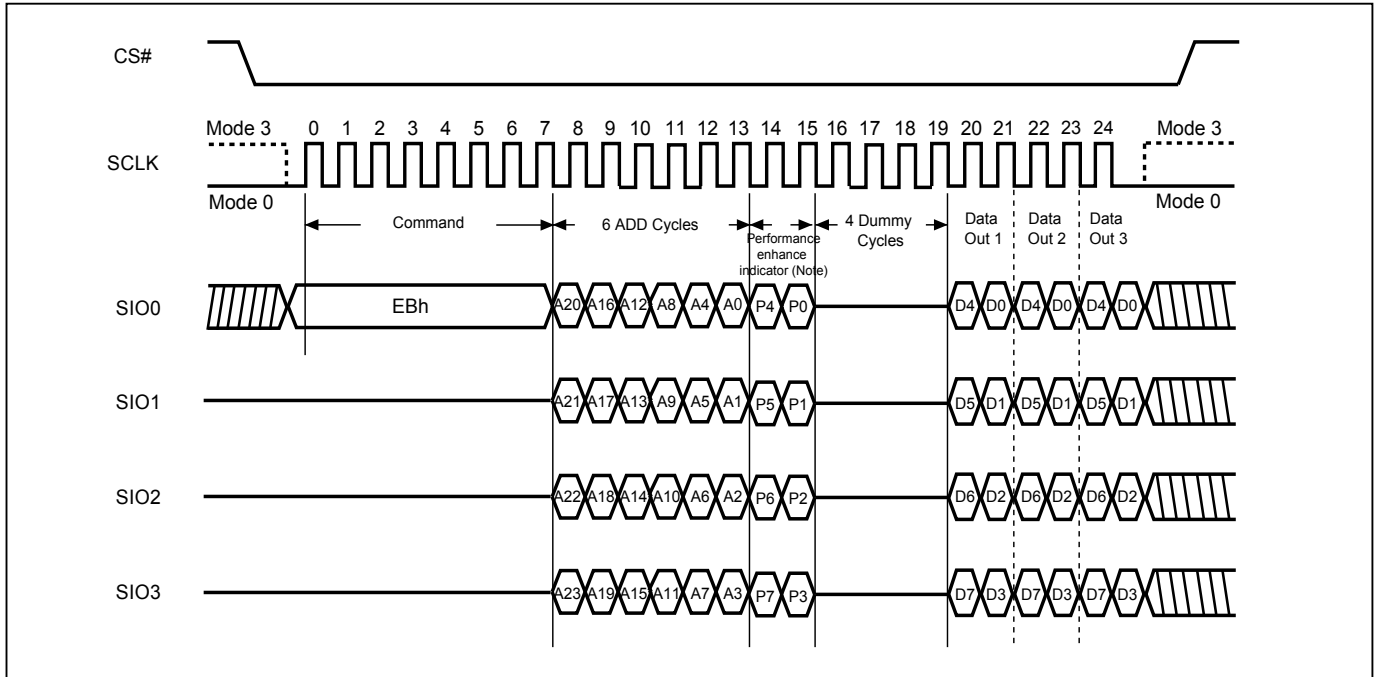 CS#
Mode 3 0 1 2 3 4 5 6 7 8 9 10 11 12 13 14 15 16 17 18 19 20 21 22 23 24 Mode 3
SCLK
Mode 0 Mode 0
Command 6 ADD Cycles Performance enhance indicator (Note) 4 Dummy Cycles Data Out 1 Data Out 2 Data Out 3
SIO0 EBh A20 A16 A12 A8 A4 A0 P4 P0 D4 D0 D4 D0 D4 D0
SIO1 A21 A17 A13 A9 A5 A1 P5 P1 D5 D1 D5 D1 D5 D1
SIO2 A22 A18 A14 A10 A6 A2 P6 P2 D6 D2 D6 D2 D6 D2
SIO3 A23 A19 A15 A11 A7 A3 P7 P3 D7 D3 D7 D3 D7 D3